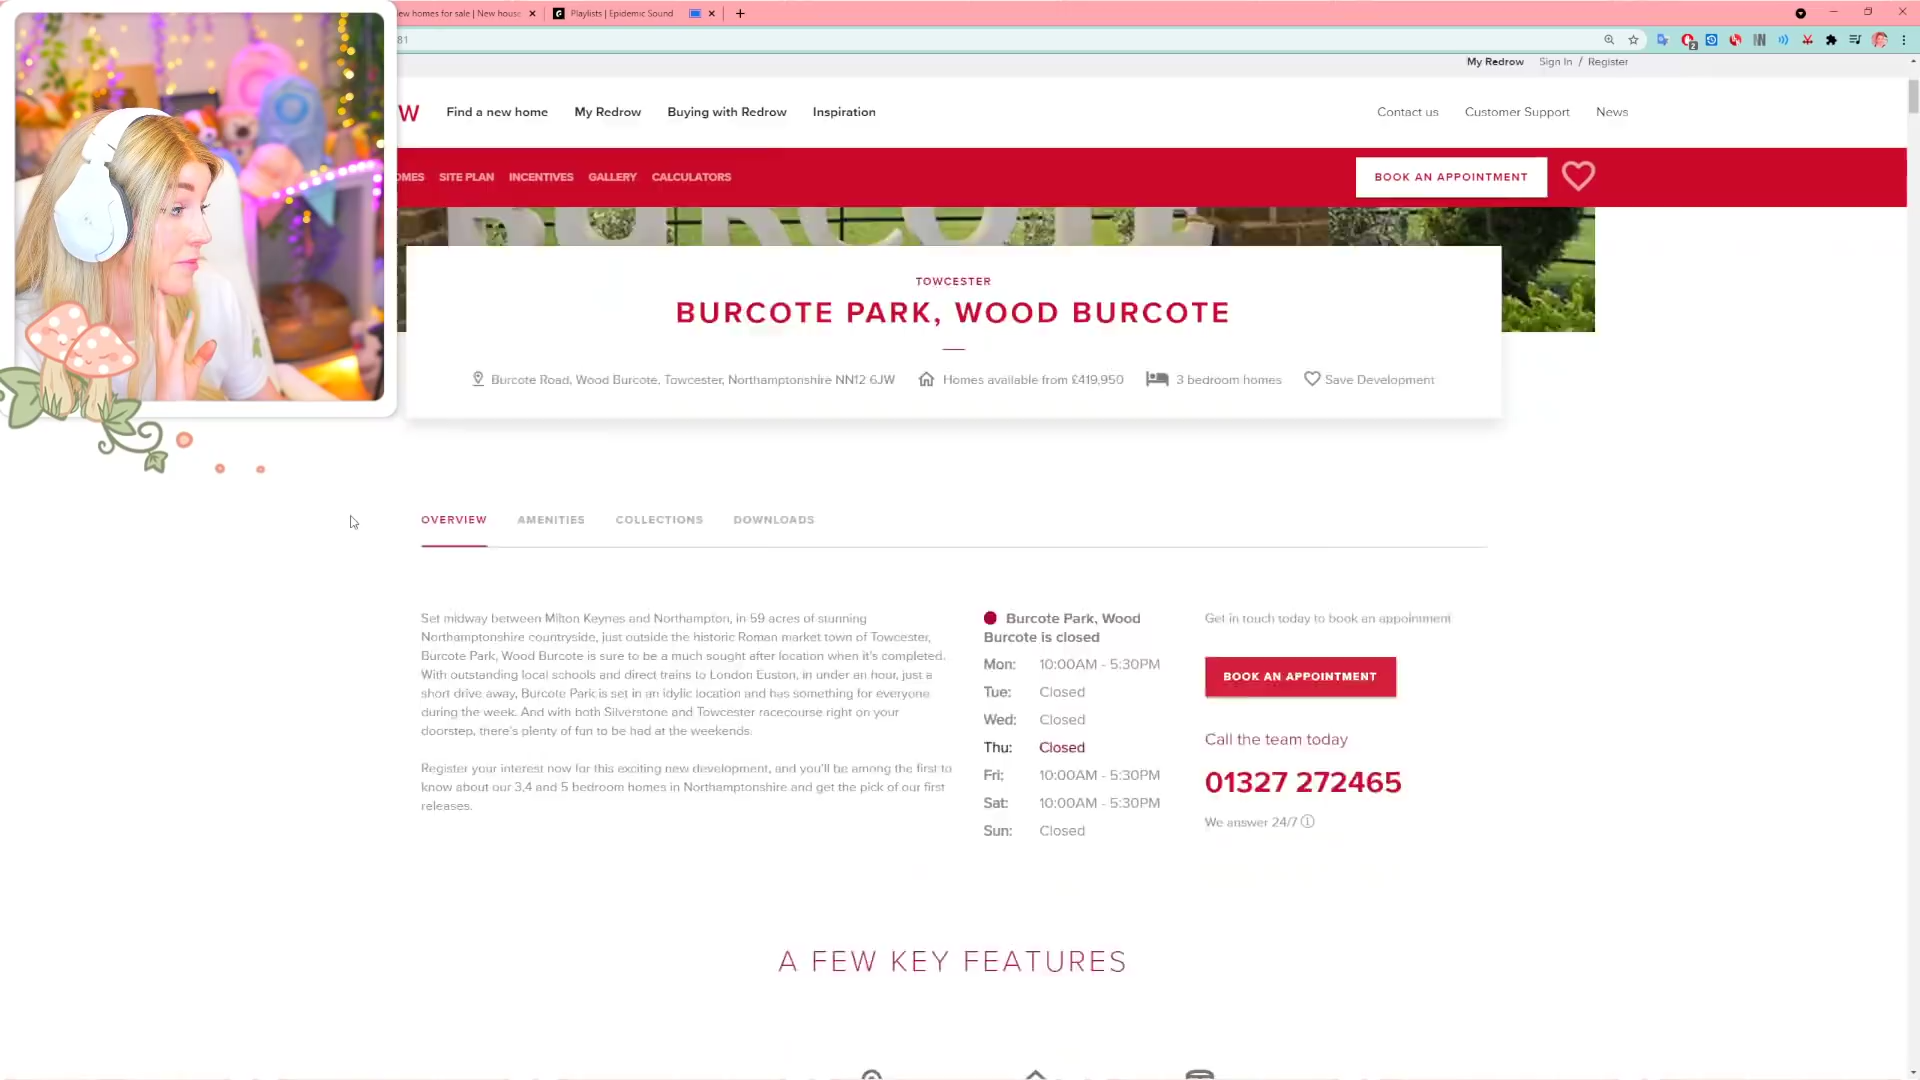 New homes for sale | New hous
Playlists | Epidemic Sound
81
My Redrow
Sign In / Register
W
Find a new home
My Redrow
Buying with Redrow
Inspiration
Contact us
Customer Support
News
OMES
SITE PLAN
INCENTIVES
GALLERY
CALCULATORS
BOOK AN APPOINTMENT
BURCOTE
TOWCESTER
BURCOTE PARK, WOOD BURCOTE
Burcote Road, Wood Burcote, Towcester, Northamptonshire NN12 6JW
Homes available from £419,950
3 bedroom homes
Save Development
OVERVIEW
AMENITIES
COLLECTIONS
DOWNLOADS
Set midway between Milton Keynes and Northampton, in 59 acres of stunning
Northamptonshire countryside, just outside the historic Roman market town of Towcester,
Burcote Park, Wood Burcote is sure to be a much sought after location when it's completed.
With outstanding local schools and direct trains to London Euston, in under an hour, just a
short drive away, Burcote Park is set in an idylic location and has something for everyone
during the week. And with both Silverstone and Towcester racecourse right on your
doorstep, there's plenty of fun to be had at the weekends.
Register your interest now for this exciting new development, and you'll be among the first to
know about our 3,4 and 5 bedroom homes in Northamptonshire and get the pick of our first
releases.
Burcote Park, Wood
Burcote is closed
Mon: 10:00AM - 5:30PM
Tue: Closed
Wed: Closed
Thu: Closed
Fri: 10:00AM - 5:30PM
Sat: 10:00AM - 5:30PM
Sun: Closed
Get in touch today to book an appointment
BOOK AN APPOINTMENT
Call the team today
01327 272465
We answer 24/7
A FEW KEY FEATURES